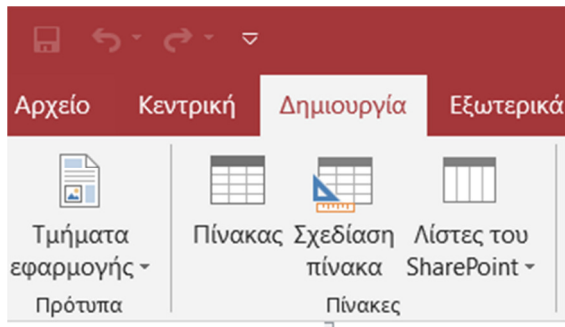 Αρχείο Κεντρική Δημιουργία Εξωτερικά
Τμήματα εφαρμογής
Πίνακας
Σχεδίαση πίνακα
Λίστες του SharePoint
Πρότυπα
Πίνακες